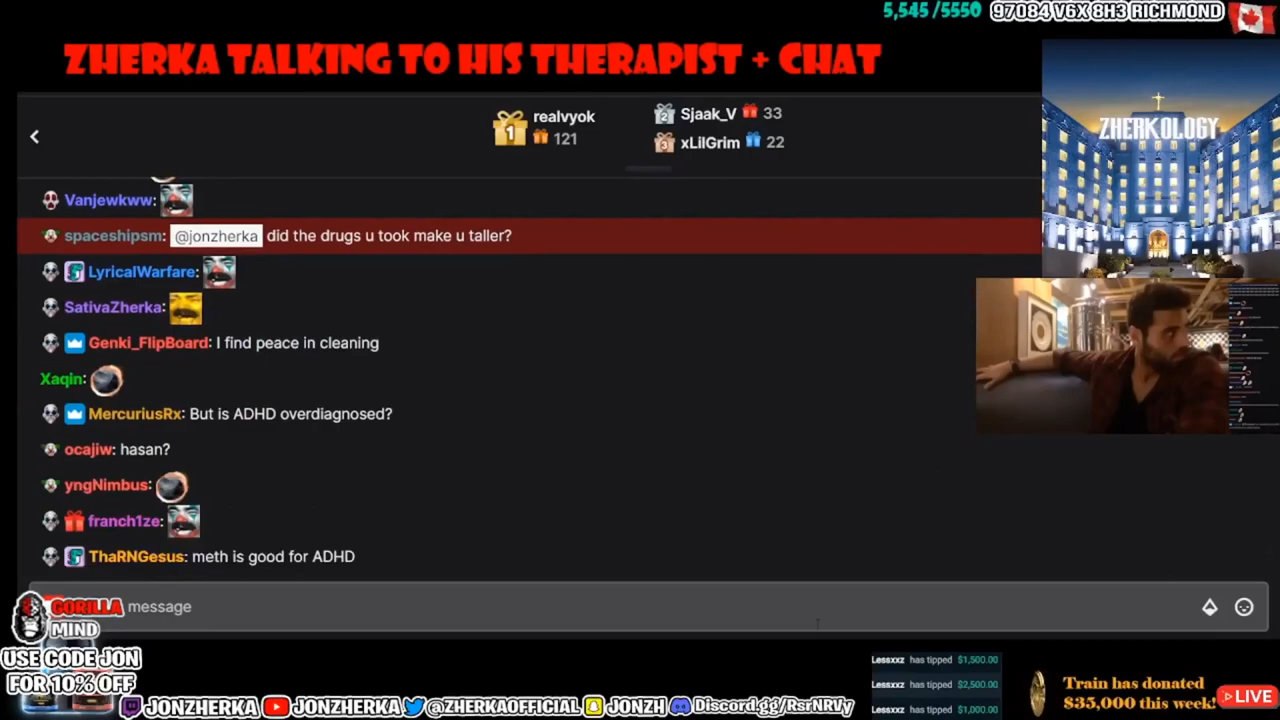 5,545 /5550
97084 V6X 8H3 RICHMOND
ZHERKA TALKING TO HIS THERAPIST + CHAT
1
realvyok
121
2
Sjaak_V 33
3
xLilGrim 22
ZHERKOLOGY
Vanjewkww:
spaceshipsm: @jonzherka did the drugs u took make u taller?
LyricalWarfare:
SativaZherka:
Genki_FlipBoard: I find peace in cleaning
Xaqin:
MercuriusRx: But is ADHD overdiagnosed?
ocajiw: hasan?
yngNimbus:
franch1ze:
ThaRNGesus: meth is good for ADHD
message
GORILLA
MIND
USE CODE JON
FOR 10% OFF
JONZHERKA JONZHERKA @ZHERKAOFFICIAL JONZH Discord.gg/RsrNRVy
Lessxxz has tipped $1,500.00
Lessxxz has tipped $2,500.00
Lessxxz has tipped $1,000.00
Train has donated
$35,000 this week!
LIVE